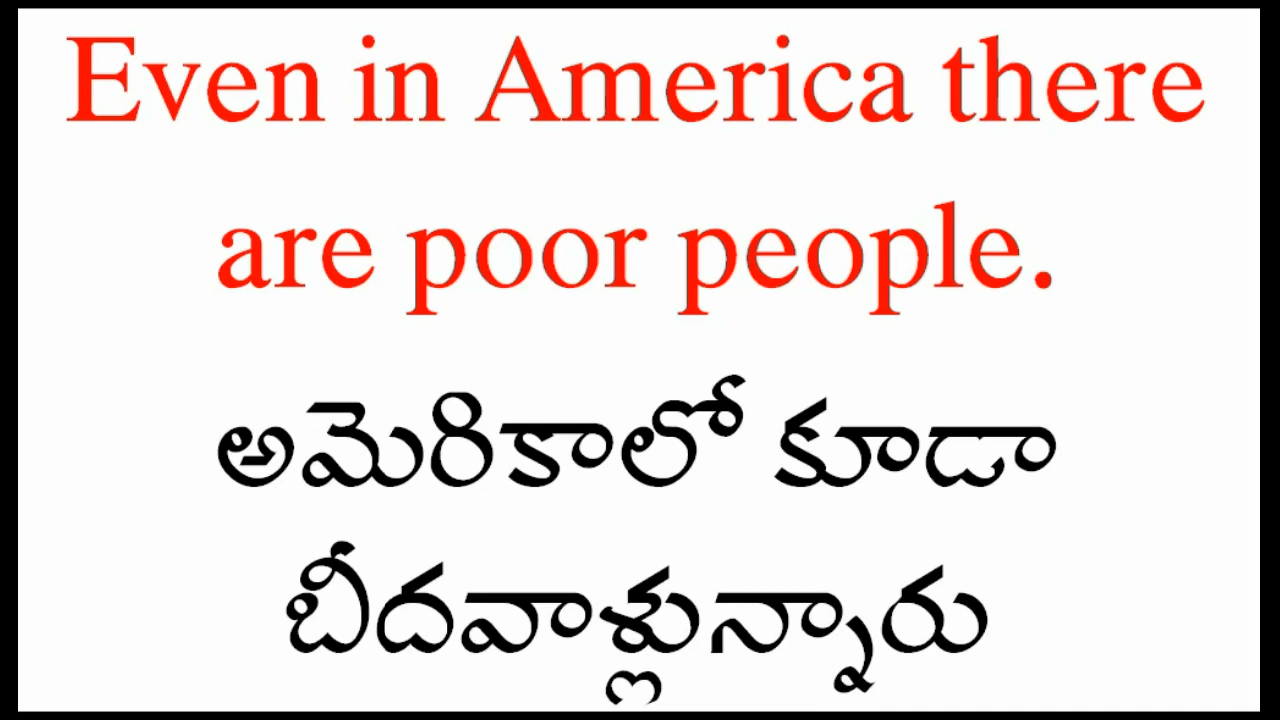 Even in America there
are poor people.
అమెరికాలో కూడా
బీదవాళ్లున్నారు